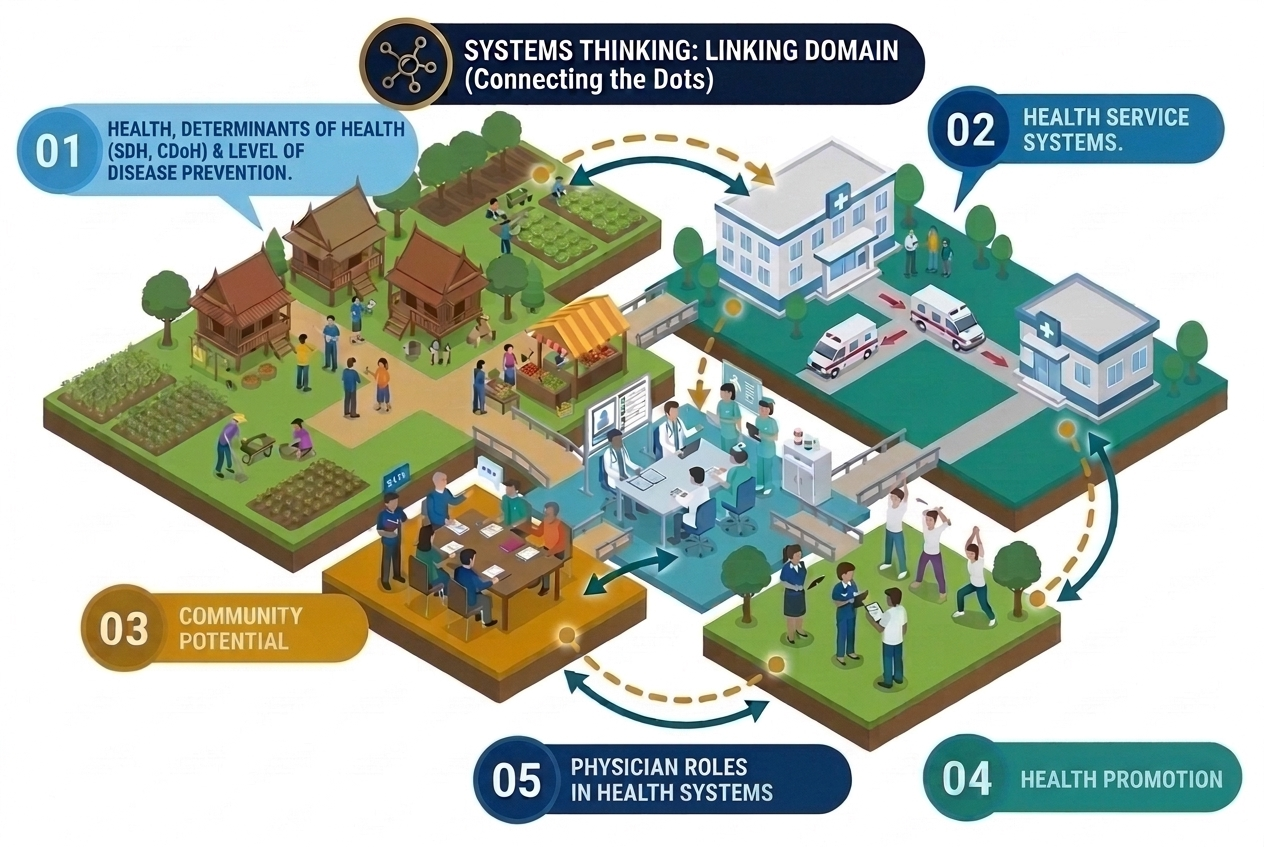 SYSTEMS THINKING: LINKING DOMAIN
(Connecting the Dots)
01
HEALTH, DETERMINANTS OF HEALTH
(SDH, CDoH) & LEVEL OF
DISEASE PREVENTION.
02
HEALTH SERVICE
SYSTEMS.
03
COMMUNITY
POTENTIAL
05
PHYSICIAN ROLES
IN HEALTH SYSTEMS
04
HEALTH PROMOTION